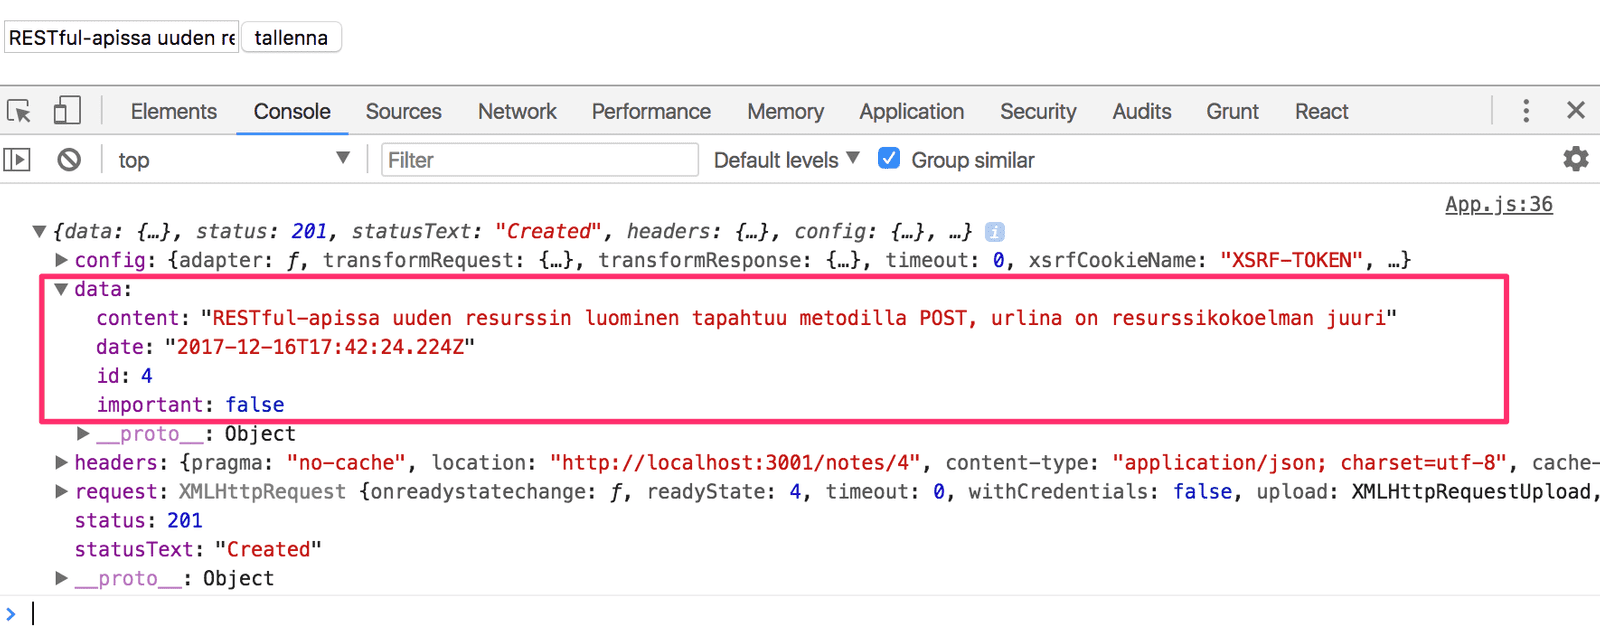 RESTful-apissa uuden re tallenna
Elements Console Sources Network Performance Memory Application Security Audits Grunt React
top Filter Default levels Group similar
App.js:36
{data: {…}, status: 201, statusText: "Created", headers: {…}, config: {…}, …} i
config: {adapter: ƒ, transformRequest: {…}, transformResponse: {…}, timeout: 0, xsrfCookieName: "XSRF-TOKEN", …}
data:
content: "RESTful-apissa uuden resurssin luominen tapahtuu metodilla POST, urlina on resurssikokoelman juuri"
date: "2017-12-16T17:42:24.224Z"
id: 4
important: false
__proto__: Object
headers: {pragma: "no-cache", location: "http://localhost:3001/notes/4", content-type: "application/json; charset=utf-8", cache-
request: XMLHttpRequest {onreadystatechange: ƒ, readyState: 4, timeout: 0, withCredentials: false, upload: XMLHttpRequestUpload,
status: 201
statusText: "Created"
__proto__: Object